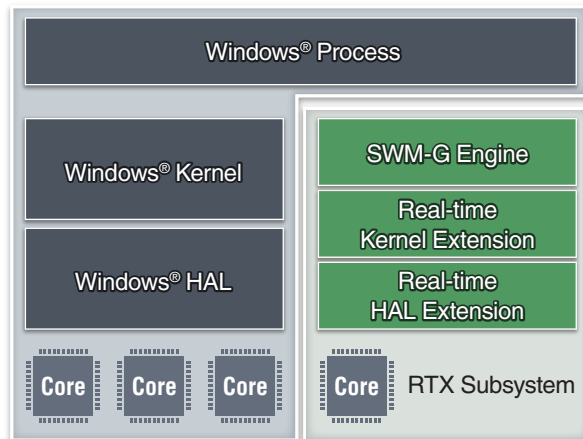 Windows® Process
Windows® Kernel
Windows® HAL
SWM-G Engine
Real-time
Kernel Extension
Real-time
HAL Extension
Core
Core
Core
Core
RTX Subsystem